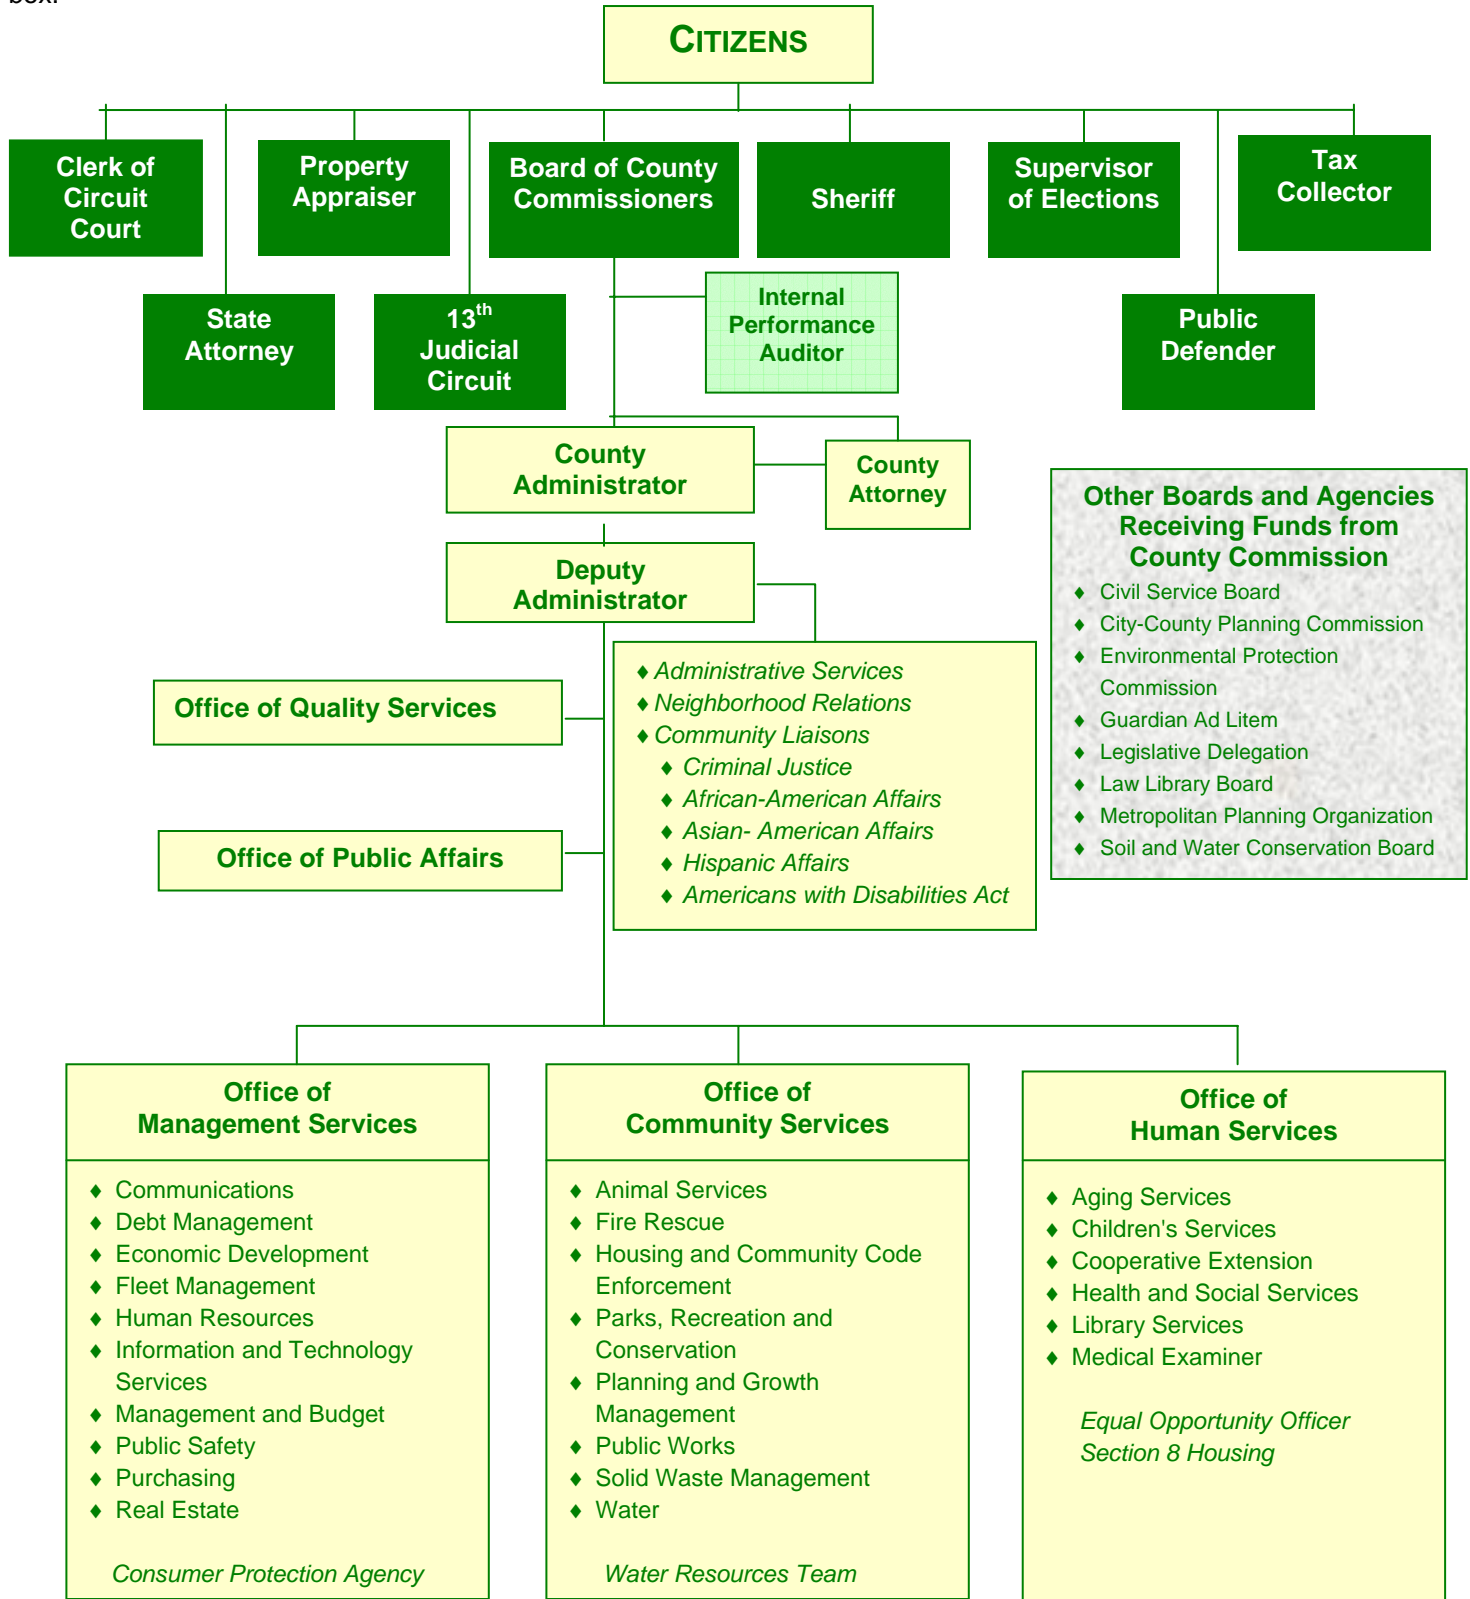 box.
CITIZENS
Clerk of
Circuit
Court
Property
Appraiser
Board of County
Commissioners
Sheriff
Supervisor
of Elections
Tax
Collector
State
Attorney
13th
Judicial
Circuit
Internal
Performance
Auditor
Public
Defender
County
Administrator
County
Attorney
Deputy
Administrator
Other Boards and Agencies
Receiving Funds from
County Commission
♦ Civil Service Board
♦ City-County Planning Commission
♦ Environmental Protection
Commission
♦ Guardian Ad Litem
♦ Legislative Delegation
♦ Law Library Board
♦ Metropolitan Planning Organization
♦ Soil and Water Conservation Board
Office of Quality Services
Office of Public Affairs
♦ Administrative Services
♦ Neighborhood Relations
♦ Community Liaisons
♦ Criminal Justice
♦ African-American Affairs
♦ Asian- American Affairs
♦ Hispanic Affairs
♦ Americans with Disabilities Act
Office of
Management Services
♦ Communications
♦ Debt Management
♦ Economic Development
♦ Fleet Management
♦ Human Resources
♦ Information and Technology
Services
♦ Management and Budget
♦ Public Safety
♦ Purchasing
♦ Real Estate
Consumer Protection Agency
Office of
Community Services
♦ Animal Services
♦ Fire Rescue
♦ Housing and Community Code
Enforcement
♦ Parks, Recreation and
Conservation
♦ Planning and Growth
Management
♦ Public Works
♦ Solid Waste Management
♦ Water
Water Resources Team
Office of
Human Services
♦ Aging Services
♦ Children's Services
♦ Cooperative Extension
♦ Health and Social Services
♦ Library Services
♦ Medical Examiner
Equal Opportunity Officer
Section 8 Housing